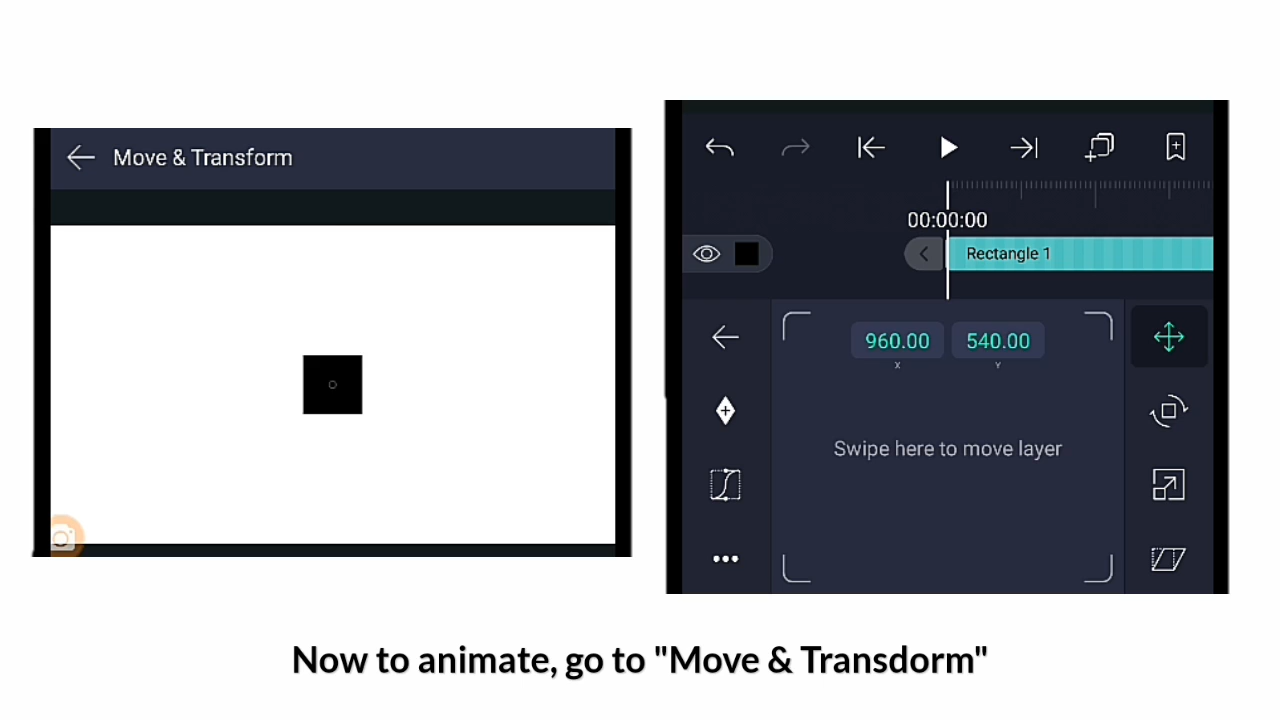 Move & Transform
00:00:00
Rectangle 1
960.00 540.00
X Y
Swipe here to move layer
Now to animate, go to "Move & Transdorm"